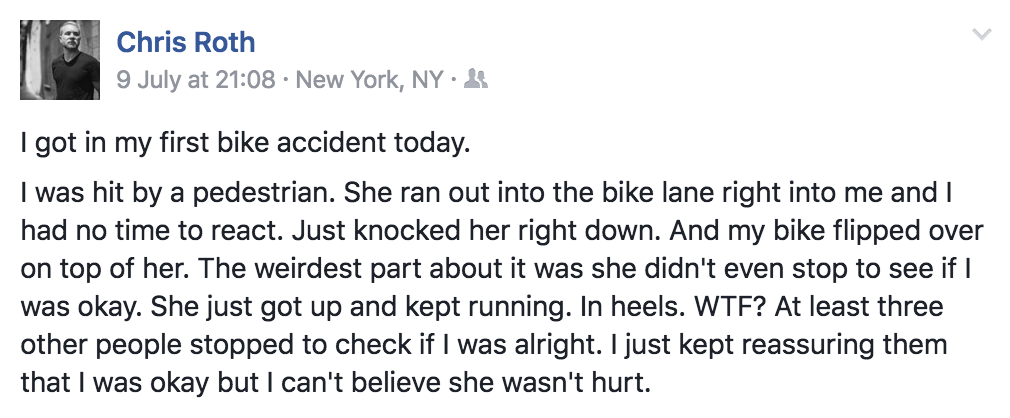 Chris Roth
9 July at 21:08 · New York, NY ·
I got in my first bike accident today.
I was hit by a pedestrian. She ran out into the bike lane right into me and I
had no time to react. Just knocked her right down. And my bike flipped over
on top of her. The weirdest part about it was she didn't even stop to see if I
was okay. She just got up and kept running. In heels. WTF? At least three
other people stopped to check if I was alright. I just kept reassuring them
that I was okay but I can't believe she wasn't hurt.